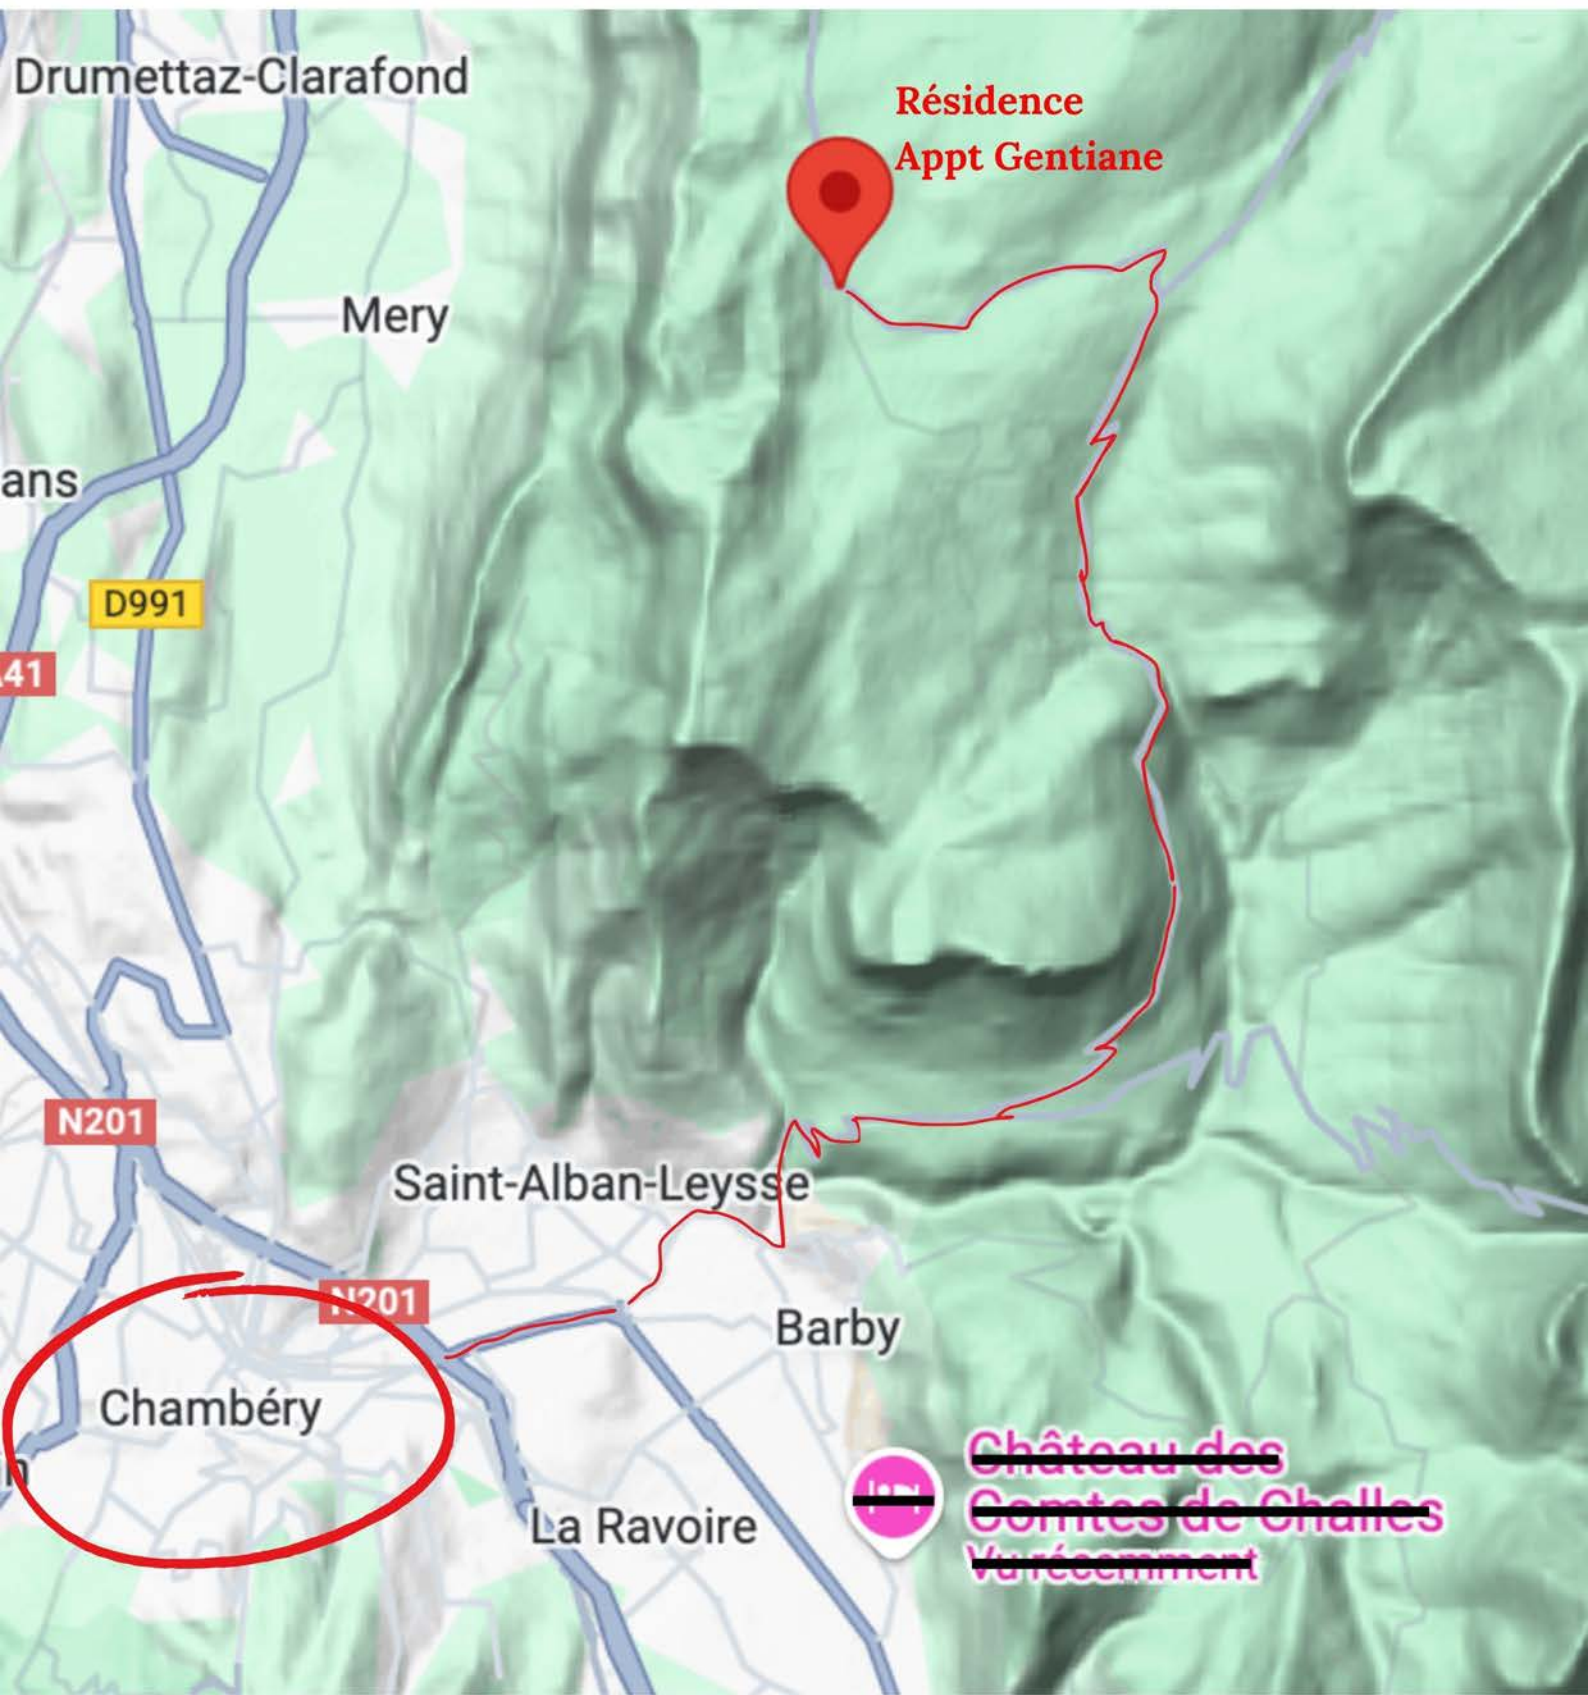 Drumettaz-Clarafond
Résidence
Appt Gentiane
Mery
ans
D991
41
N201
Saint-Alban-Leysse
N201
Barby
Chambéry
n
Château des
Comtes de Challes
La Ravoire
Vu récemment